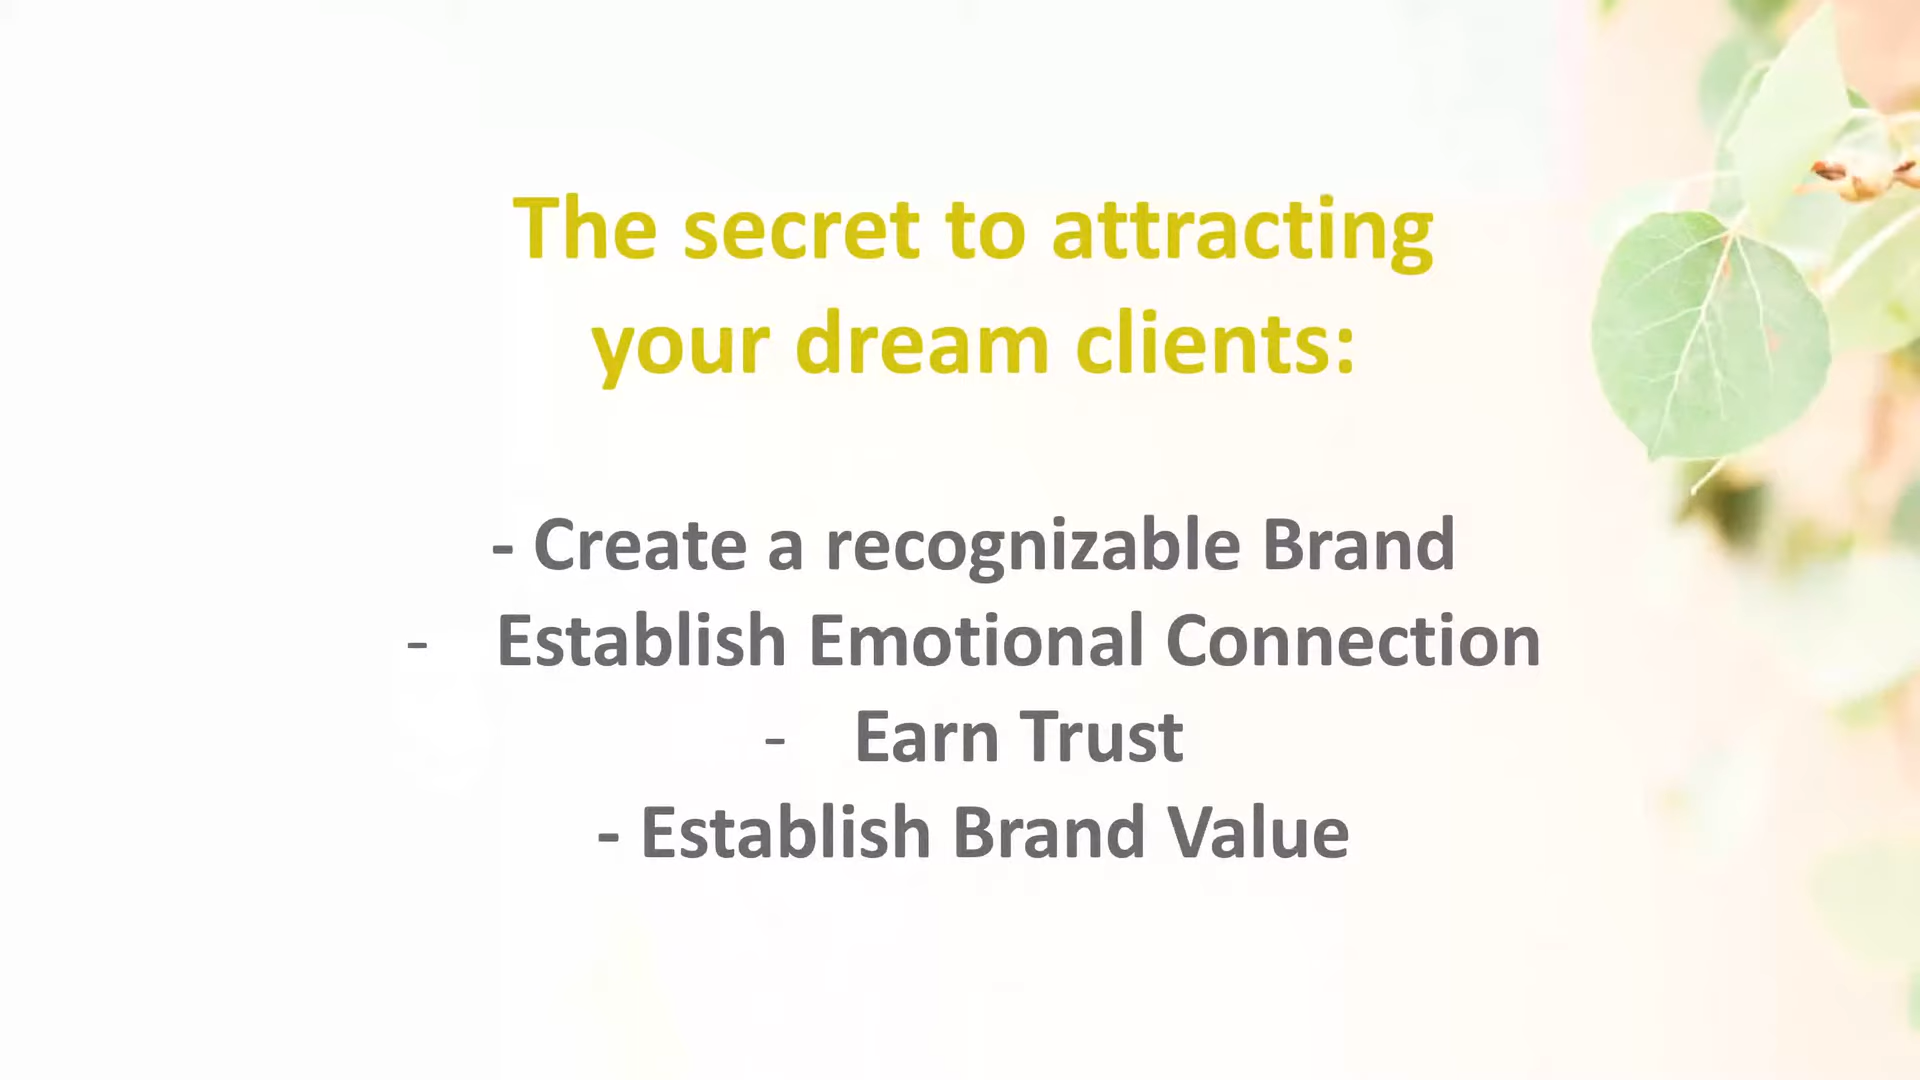 The secret to attracting
your dream clients:
- Create a recognizable Brand
- Establish Emotional Connection
- Earn Trust
- Establish Brand Value